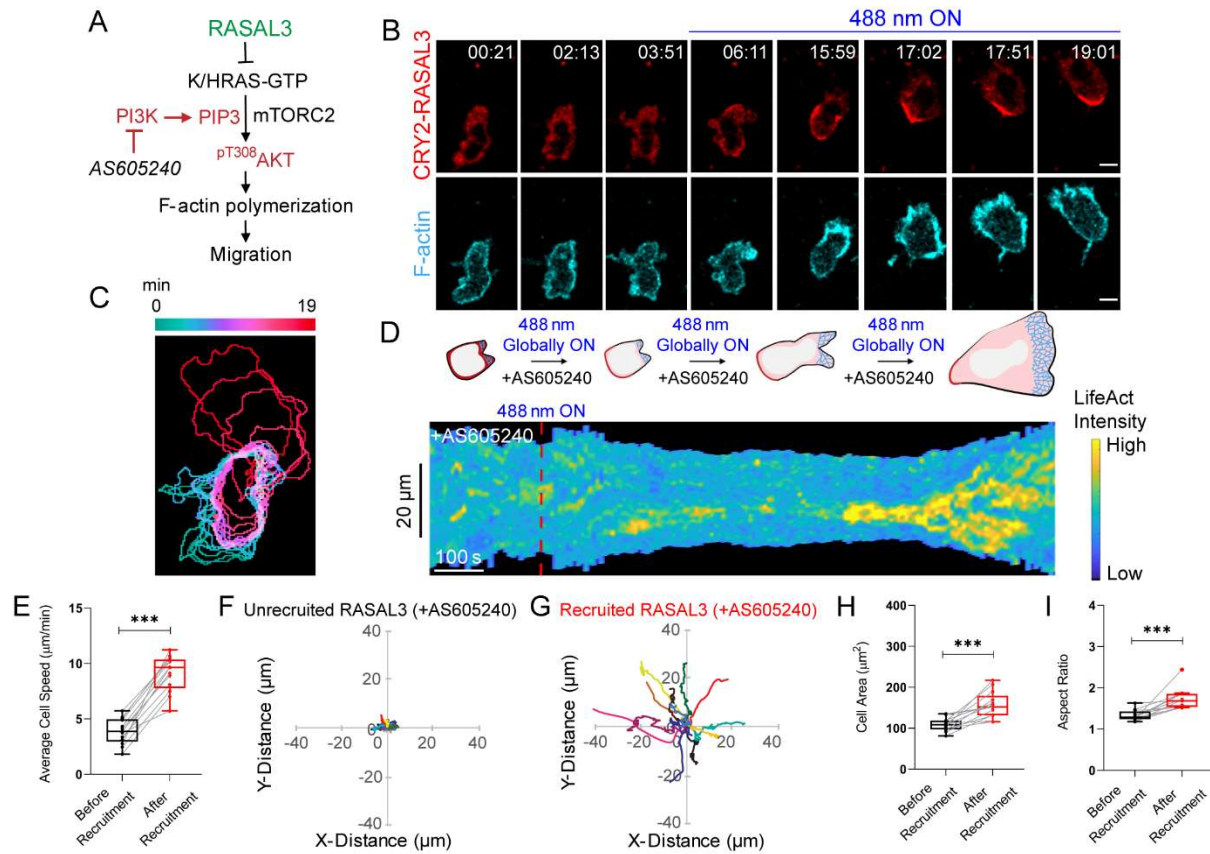 A
RASAL3
K/HRAS-GTP
PI3K
PIP3
mTORC2
AS605240
pT308AKT
F-actin polymerization
Migration
B
488 nm ON
CRY2-RASAL3
00:21
02:13
03:51
06:11
15:59
17:02
17:51
19:01
F-actin
C
min
0
19
D
488 nm
Globally ON
+AS605240
488 nm
Globally ON
+AS605240
488 nm
Globally ON
+AS605240
488 nm ON
+AS605240
20 µm
100 s
LifeAct
Intensity
High
Low
E
Average Cell Speed (µm/min)
15
10
5
0
***
Before
Recruitment
After
Recruitment
F
Unrecruited RASAL3 (+AS605240)
Y-Distance (µm)
40
20
-20
-40
-40
-20
20
40
X-Distance (µm)
G
Recruited RASAL3 (+AS605240)
Y-Distance (µm)
40
20
-20
-40
-40
-20
0
20
40
X-Distance (µm)
H
Cell Area (µm²)
400
300
200
100
0
***
Before
Recruitment
After
Recruitment
I
Aspect Ratio
4
3
2
1
0
***
Before
Recruitment
After
Recruitment